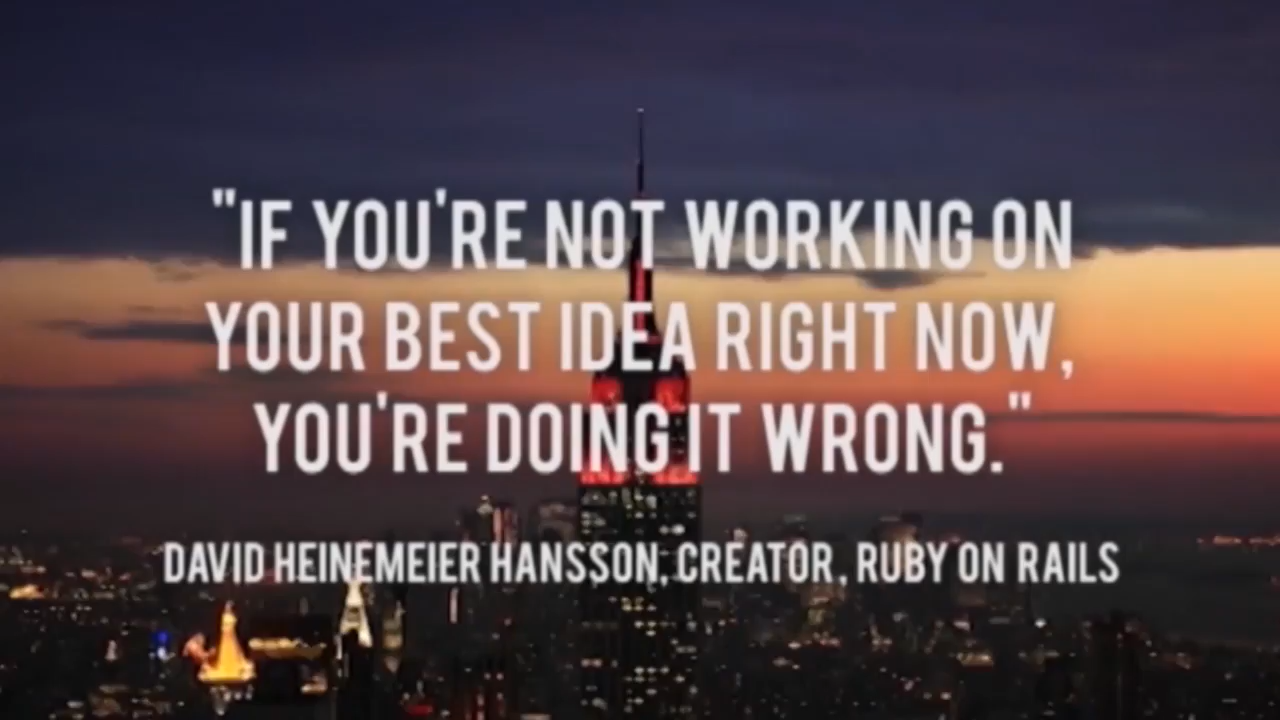 "IF YOU'RE NOT WORKING ON
YOUR BEST IDEA RIGHT NOW,
YOU'RE DOING IT WRONG."
DAVID HEINEMEIER HANSSON, CREATOR, RUBY ON RAILS